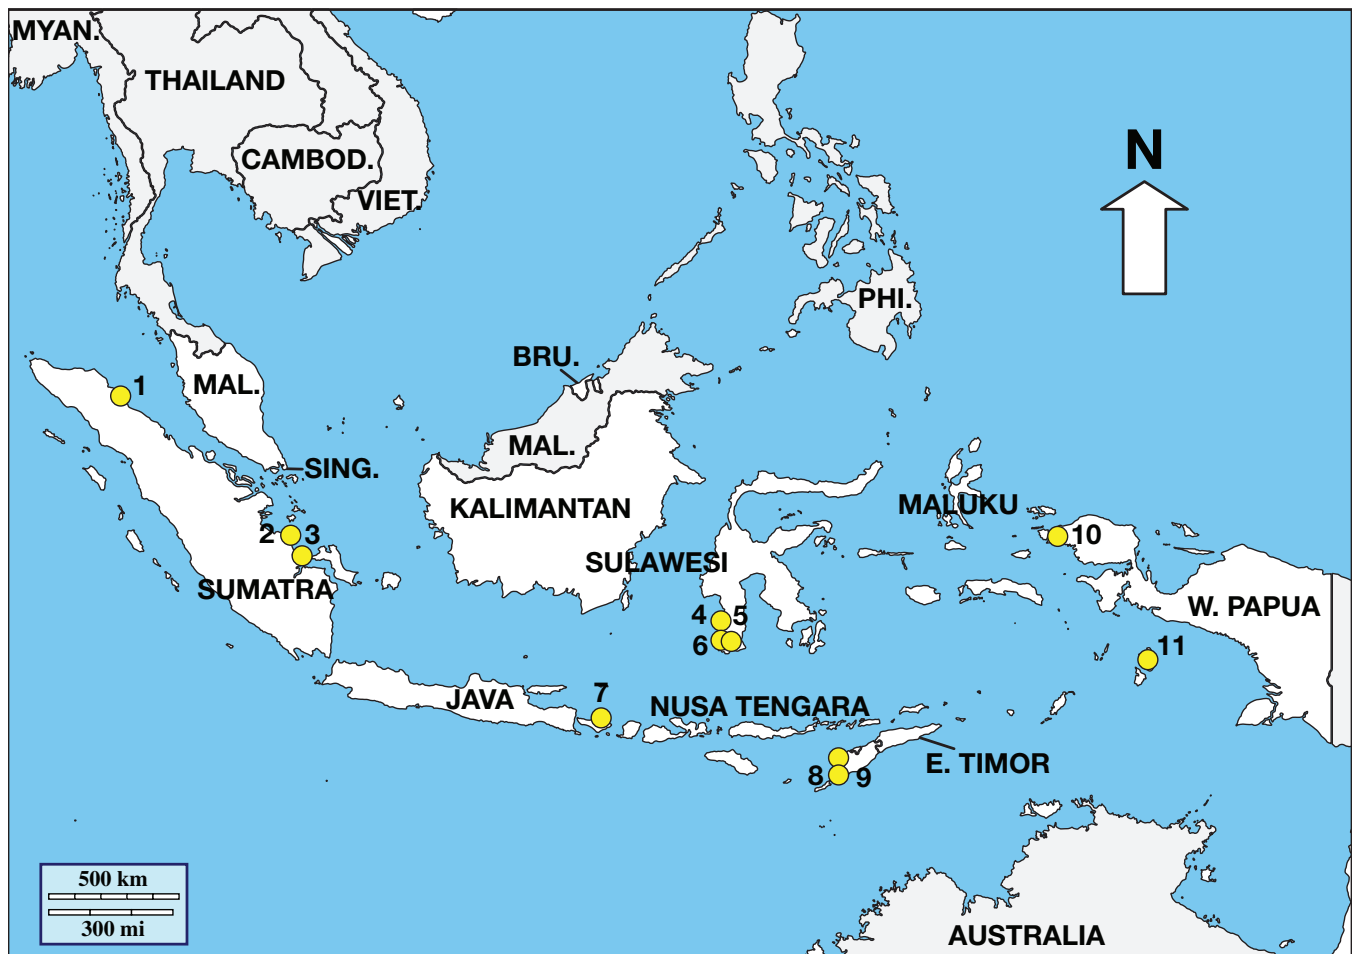 MYAN.
THAILAND
N
CAMBOD.
VIET.
PHI.
BRU.
1
MAL.
MAL.
SING.
KALIMANTAN
MALUKU
2 3
10
SULAWESI
SUMATRA
W. PAPUA
4 5
6
11
7
JAVA
NUSA TENGARA
E. TIMOR
8 9
500 km
300 mi
AUSTRALIA